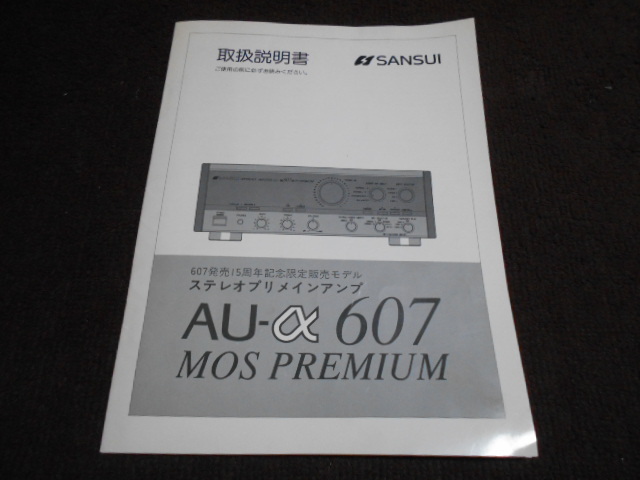 取扱説明書
SANSUI
ご使用の前に必ずお読みください。
607発売15周年記念限定販売モデル
ステレオプリメインアンプ
AU-α 607
MOS PREMIUM